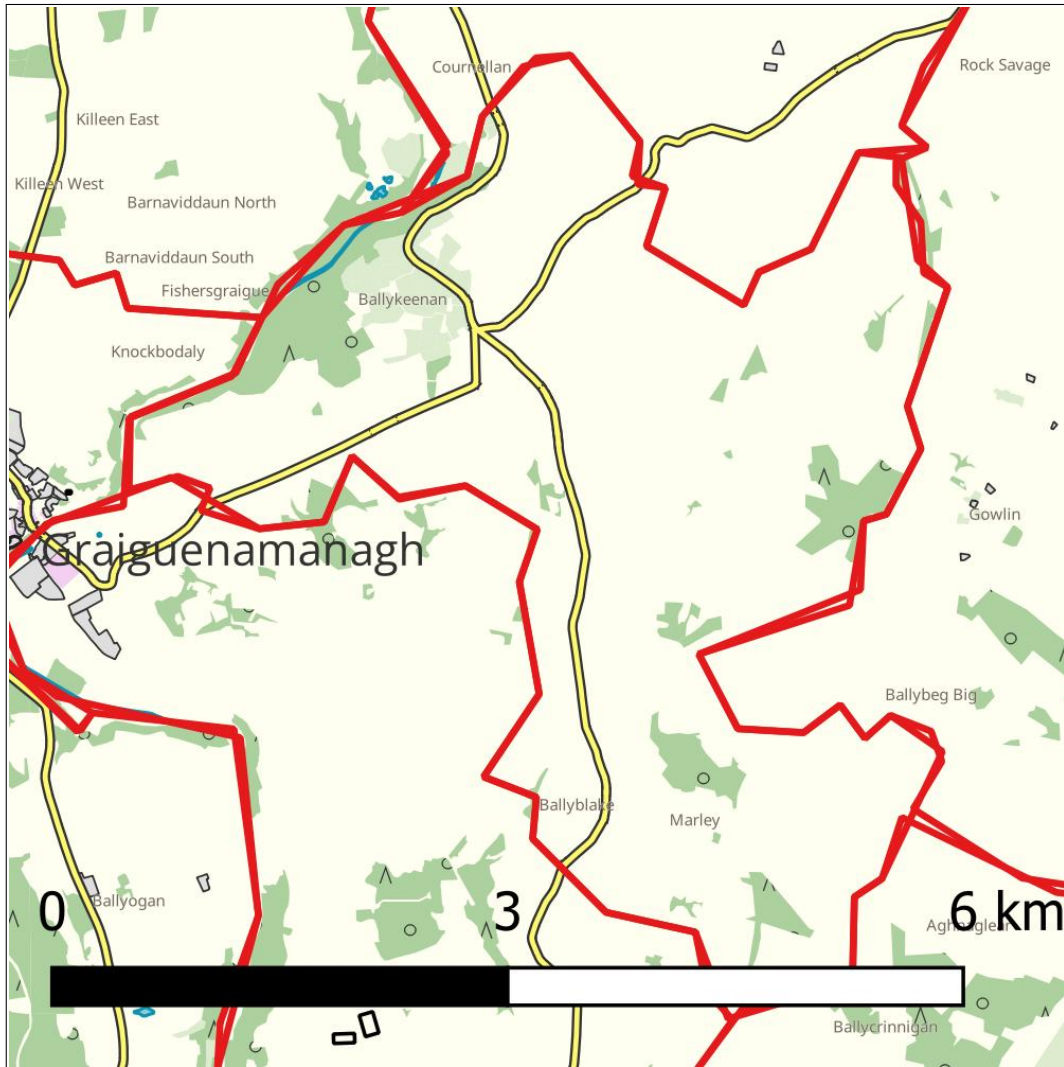 Cournellan
Rock Savage
Killeen East
Killeen West
Barnaviddaun North
Barnaviddaun South
Fishersgraigue
Ballykeenan
Knockbodaly
Gowlin
Graiguenamanagh
Ballybeg Big
Ballyblake
Marley
Ballyogan
0 3 6 km
Ballycrinnigan